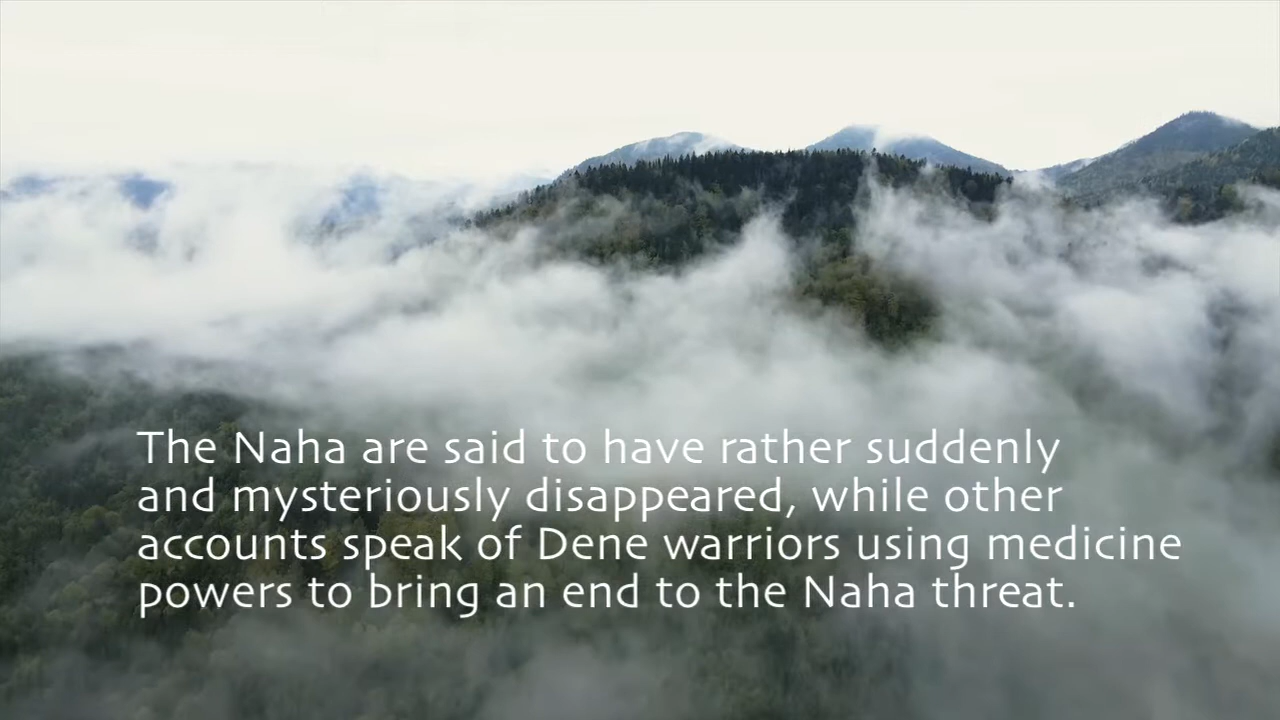 The Naha are said to have rather suddenly
and mysteriously disappeared, while other
accounts speak of Dene warriors using medicine
powers to bring an end to the Naha threat.